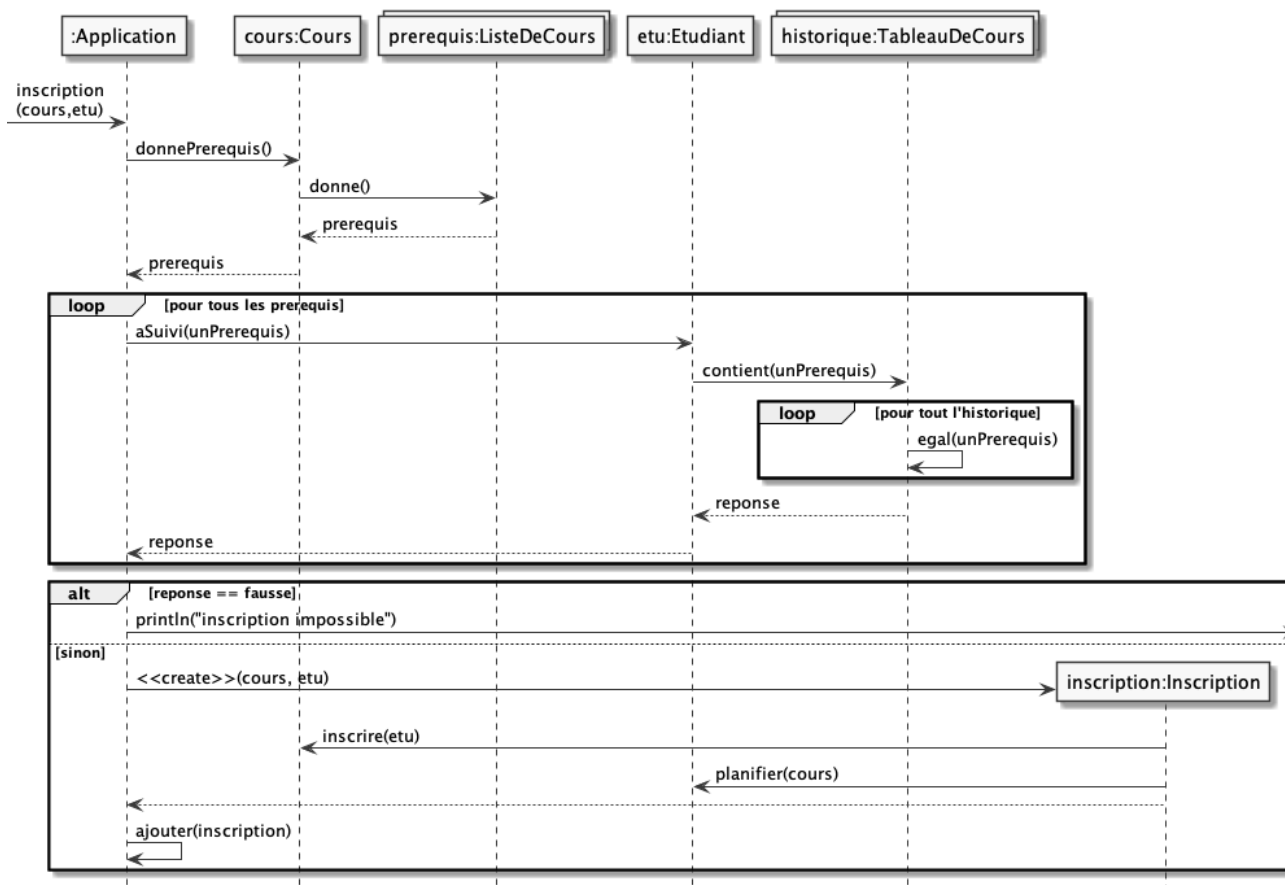 :Application
cours:Cours
prerequis:ListeDeCours
etu:Etudiant
historique:TableauDeCours
inscription
(cours,etu)
donnePrerequis()
donne()
prerequis
prerequis
loop
[pour tous les prerequis]
aSuivi(unPrerequis)
contient(unPrerequis)
loop
[pour tout l'historique]
egal(unPrerequis)
reponse
reponse
alt
[reponse == fausse]
println("inscription impossible")
[sinon]
<<create>>(cours, etu)
inscription:Inscription
inscrire(etu)
planifier(cours)
ajouter(inscription)